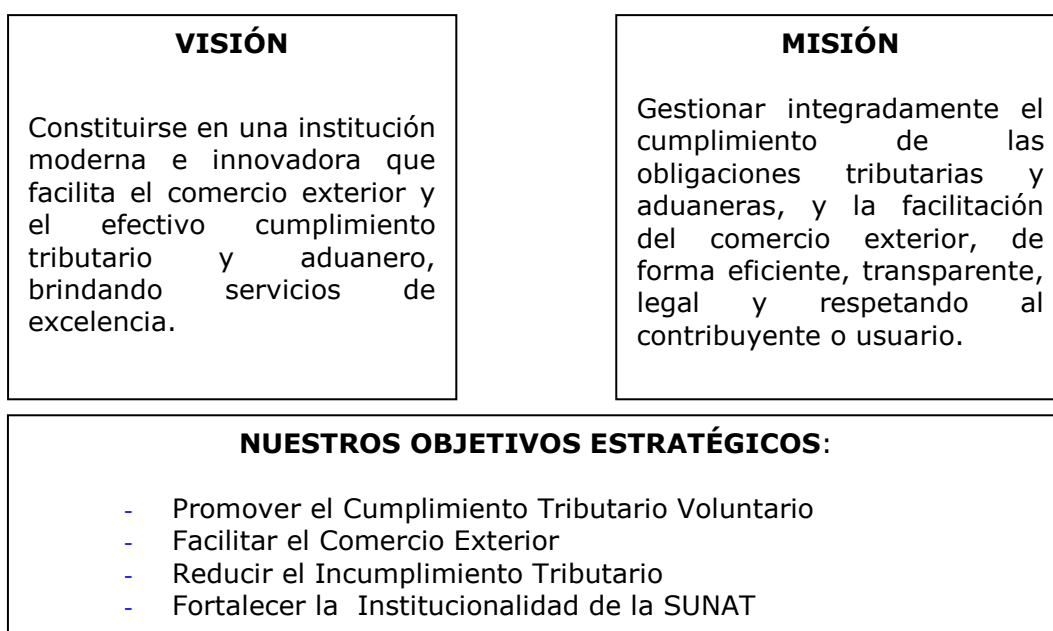 VISIÓN
Constituirse en una institución
moderna e innovadora que
facilita el comercio exterior y
el efectivo cumplimiento
tributario y aduanero,
brindando servicios de
excelencia.
MISIÓN
Gestionar integradamente el
cumplimiento de las
obligaciones tributarias y
aduaneras, y la facilitación
del comercio exterior, de
forma eficiente, transparente,
legal y respetando al
contribuyente o usuario.
NUESTROS OBJETIVOS ESTRATÉGICOS:
- Promover el Cumplimiento Tributario Voluntario
- Facilitar el Comercio Exterior
- Reducir el Incumplimiento Tributario
- Fortalecer la Institucionalidad de la SUNAT